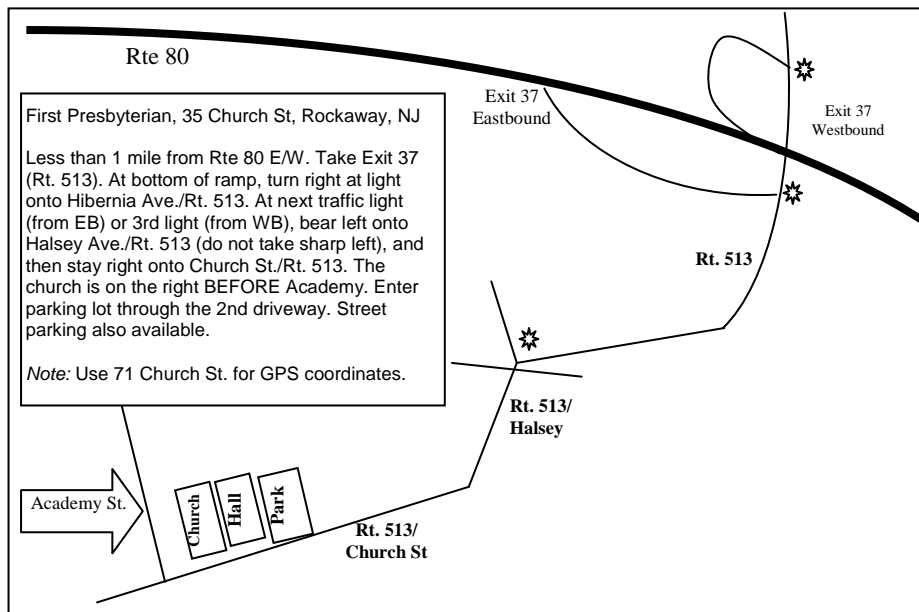 Rte 80
First Presbyterian, 35 Church St, Rockaway, NJ
Less than 1 mile from Rte 80 E/W. Take Exit 37
(Rt. 513). At bottom of ramp, turn right at light
onto Hibernia Ave./Rt. 513. At next traffic light
(from EB) or 3rd light (from WB), bear left onto
Halsey Ave./Rt. 513 (do not take sharp left), and
then stay right onto Church St./Rt. 513. The
church is on the right BEFORE Academy. Enter
parking lot through the 2nd driveway. Street
parking also available.
Note: Use 71 Church St. for GPS coordinates.
Exit 37
Eastbound
Exit 37
Westbound
Rt. 513
Rt. 513/
Halsey
Academy St.
Church
Hall
Park
Rt. 513/
Church St